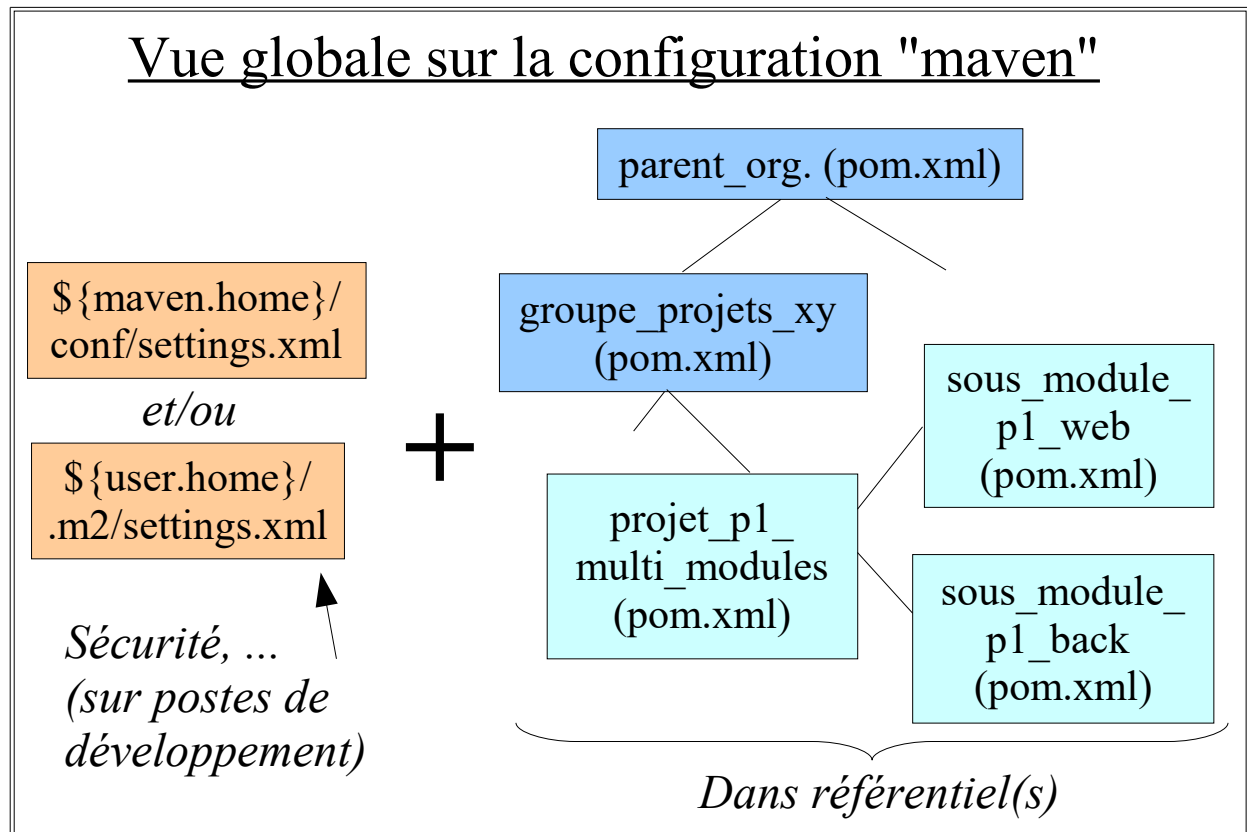 Vue globale sur la configuration "maven"
parent_org. (pom.xml)
${maven.home}/
conf/settings.xml
et/ou
${user.home}/
.m2/settings.xml
Sécurité, ...
(sur postes de
développement)
+
groupe_projets_xy
(pom.xml)
projet_p1_
multi_modules
(pom.xml)
sous_module_
p1_web
(pom.xml)
sous_module_
p1_back
(pom.xml)
Dans référentiel(s)